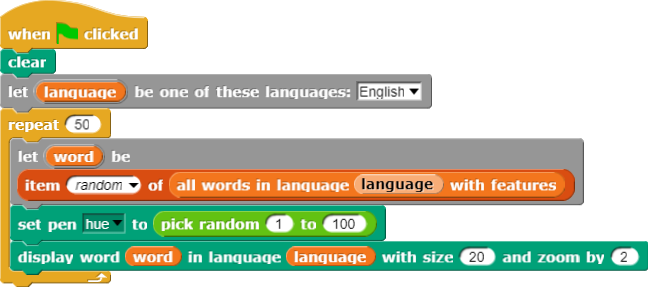 when clicked
clear
let language be one of these languages: English
repeat 50
let word be
item random of all words in language language with features
set pen hue to pick random 1 to 100
display word word in language language with size 20 and zoom by 2